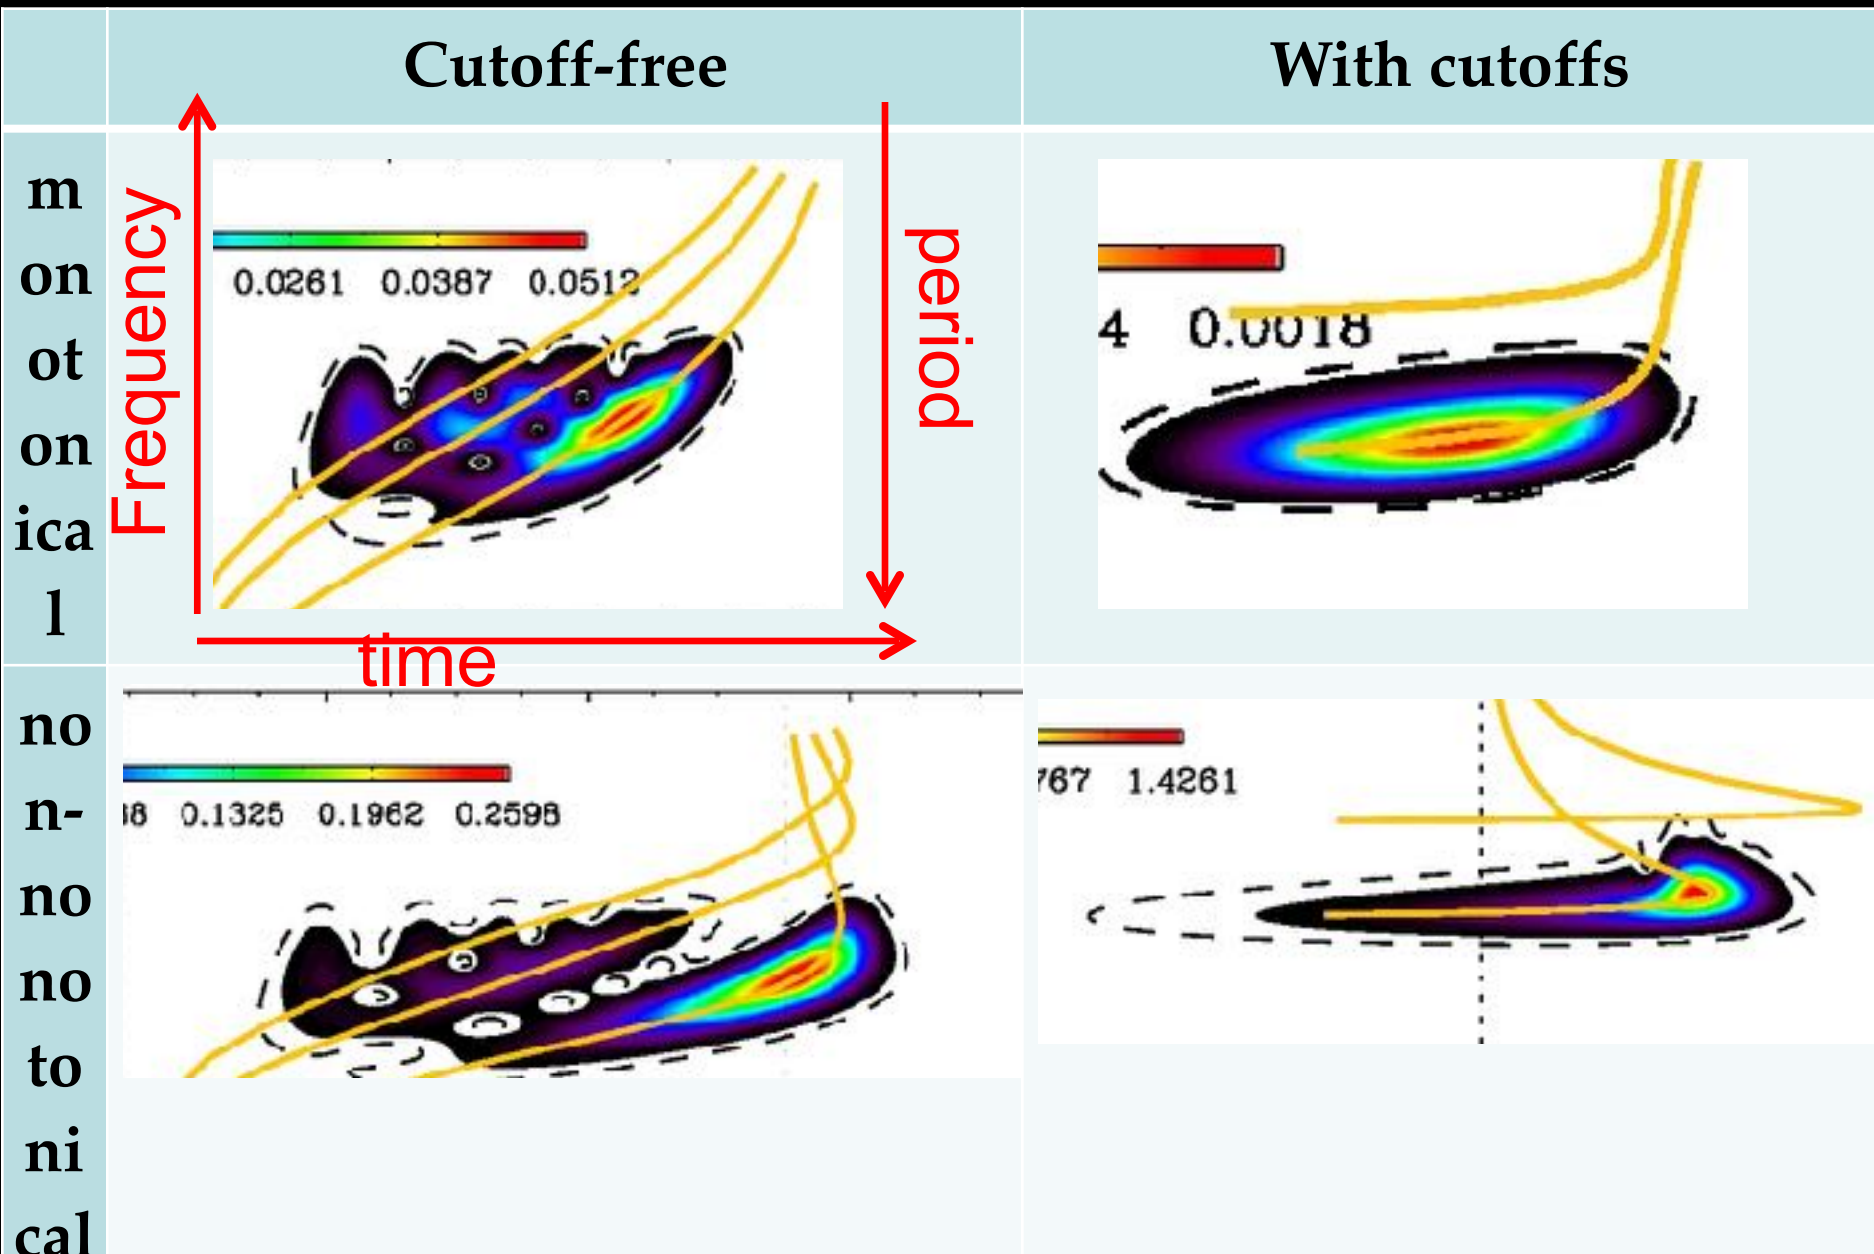 Cutoff-free
With cutoffs
m
on
ot
on
ica
l
Frequency
0.0261 0.0387 0.0512
period
time
4 0.0018
no
n-
no
no
to
ni
cal
0.1325 0.1962 0.2598
767 1.4261